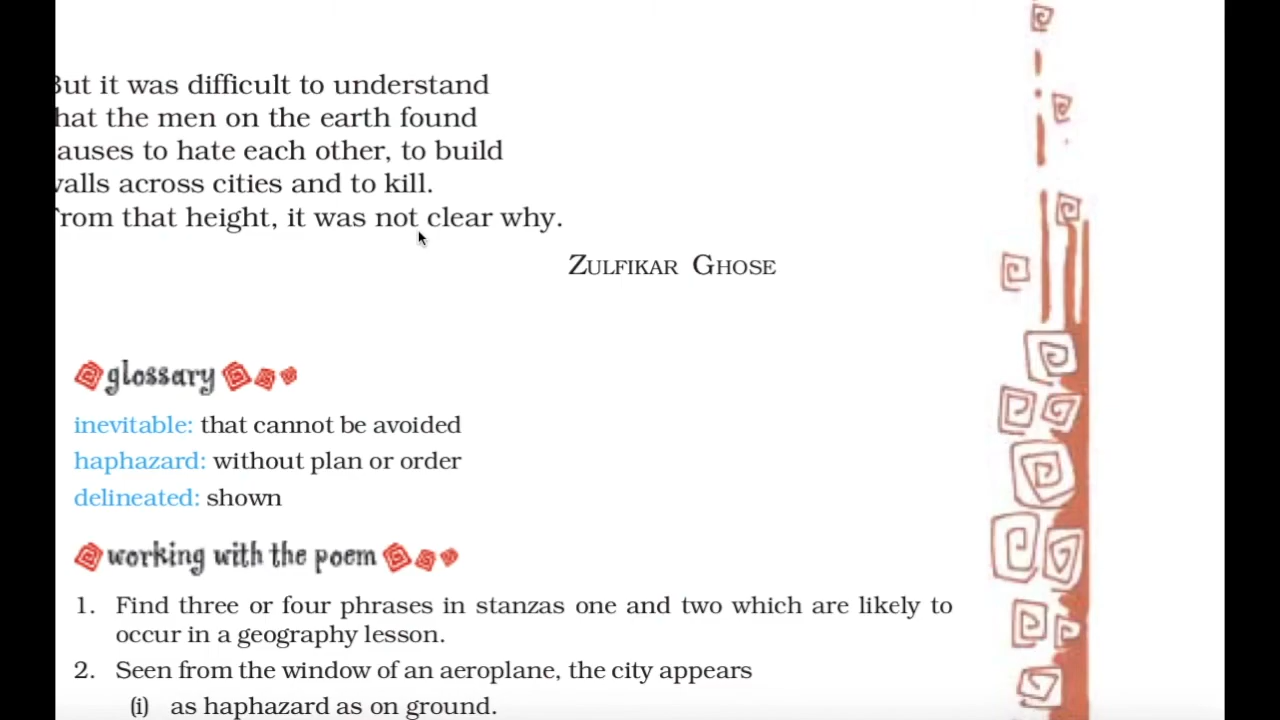 But it was difficult to understand
that the men on the earth found
causes to hate each other, to build
walls across cities and to kill.
From that height, it was not clear why.
ZULFIKAR GHOSE
glossary
inevitable: that cannot be avoided
haphazard: without plan or order
delineated: shown
working with the poem
1. Find three or four phrases in stanzas one and two which are likely to
occur in a geography lesson.
2. Seen from the window of an aeroplane, the city appears
(i) as haphazard as on ground.